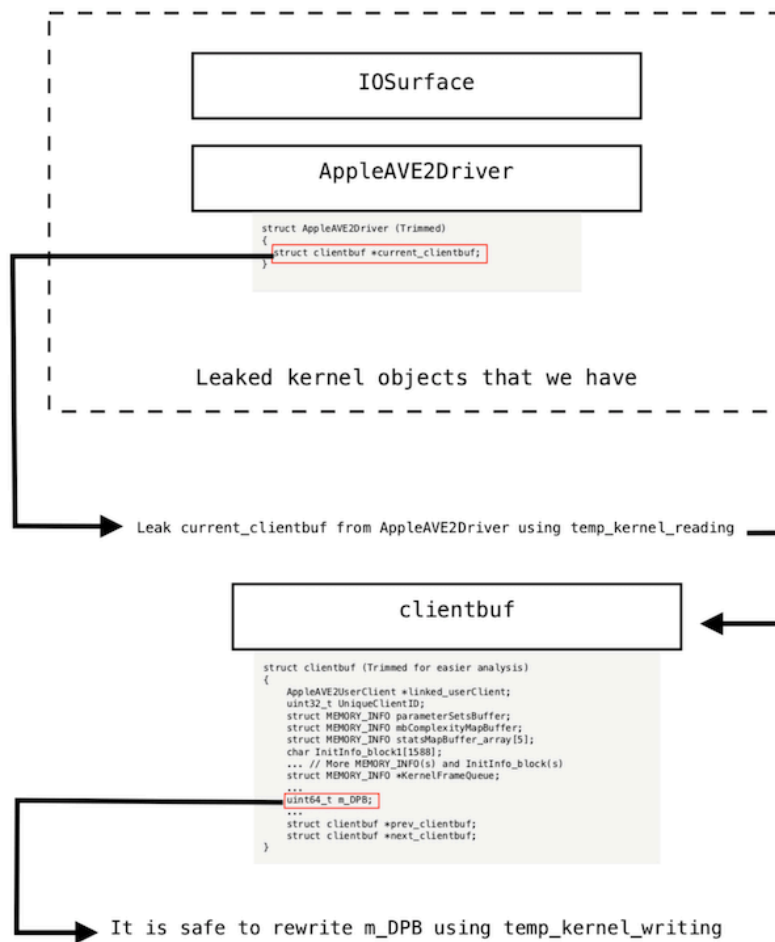 IOSurface
AppleAVE2Driver
struct AppleAVE2Driver (Trimmed)
{
struct clientbuf *current_clientbuf;
}
Leaked kernel objects that we have
Leak current_clientbuf from AppleAVE2Driver using temp_kernel_reading
clientbuf
struct clientbuf (Trimmed for easier analysis)
{
AppleAVE2UserClient *linked_userClient;
uint32_t UniqueClientID;
struct MEMORY_INFO parameterSetsBuffer;
struct MEMORY_INFO mbComplexityMapBuffer;
struct MEMORY_INFO statsMapBuffer_array[5];
char InitInfo_block1[1588];
... // More MEMORY_INFO(s) and InitInfo_block(s)
struct MEMORY_INFO *KernelFrameQueue;
...
uint64_t m_DPB;
...
struct clientbuf *prev_clientbuf;
struct clientbuf *next_clientbuf;
}
It is safe to rewrite m_DPB using temp_kernel_writing